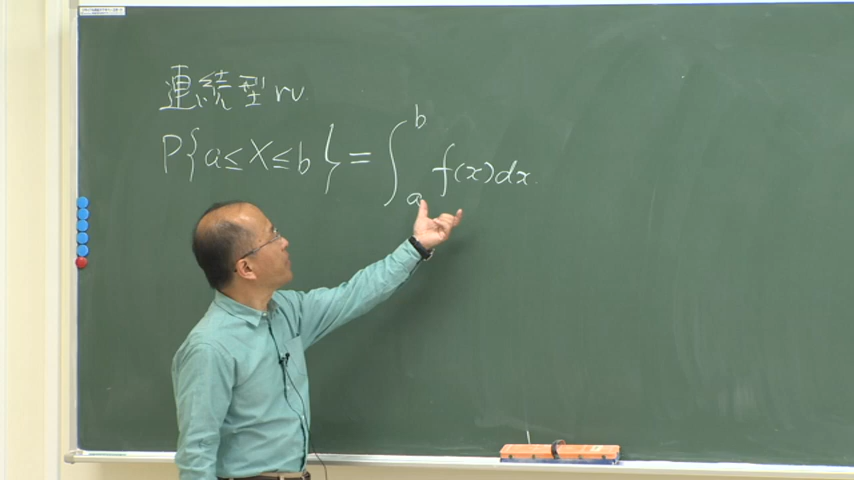 連続型 rv.
P{a≤X≤b} = ∫_a^b f(x)dx.